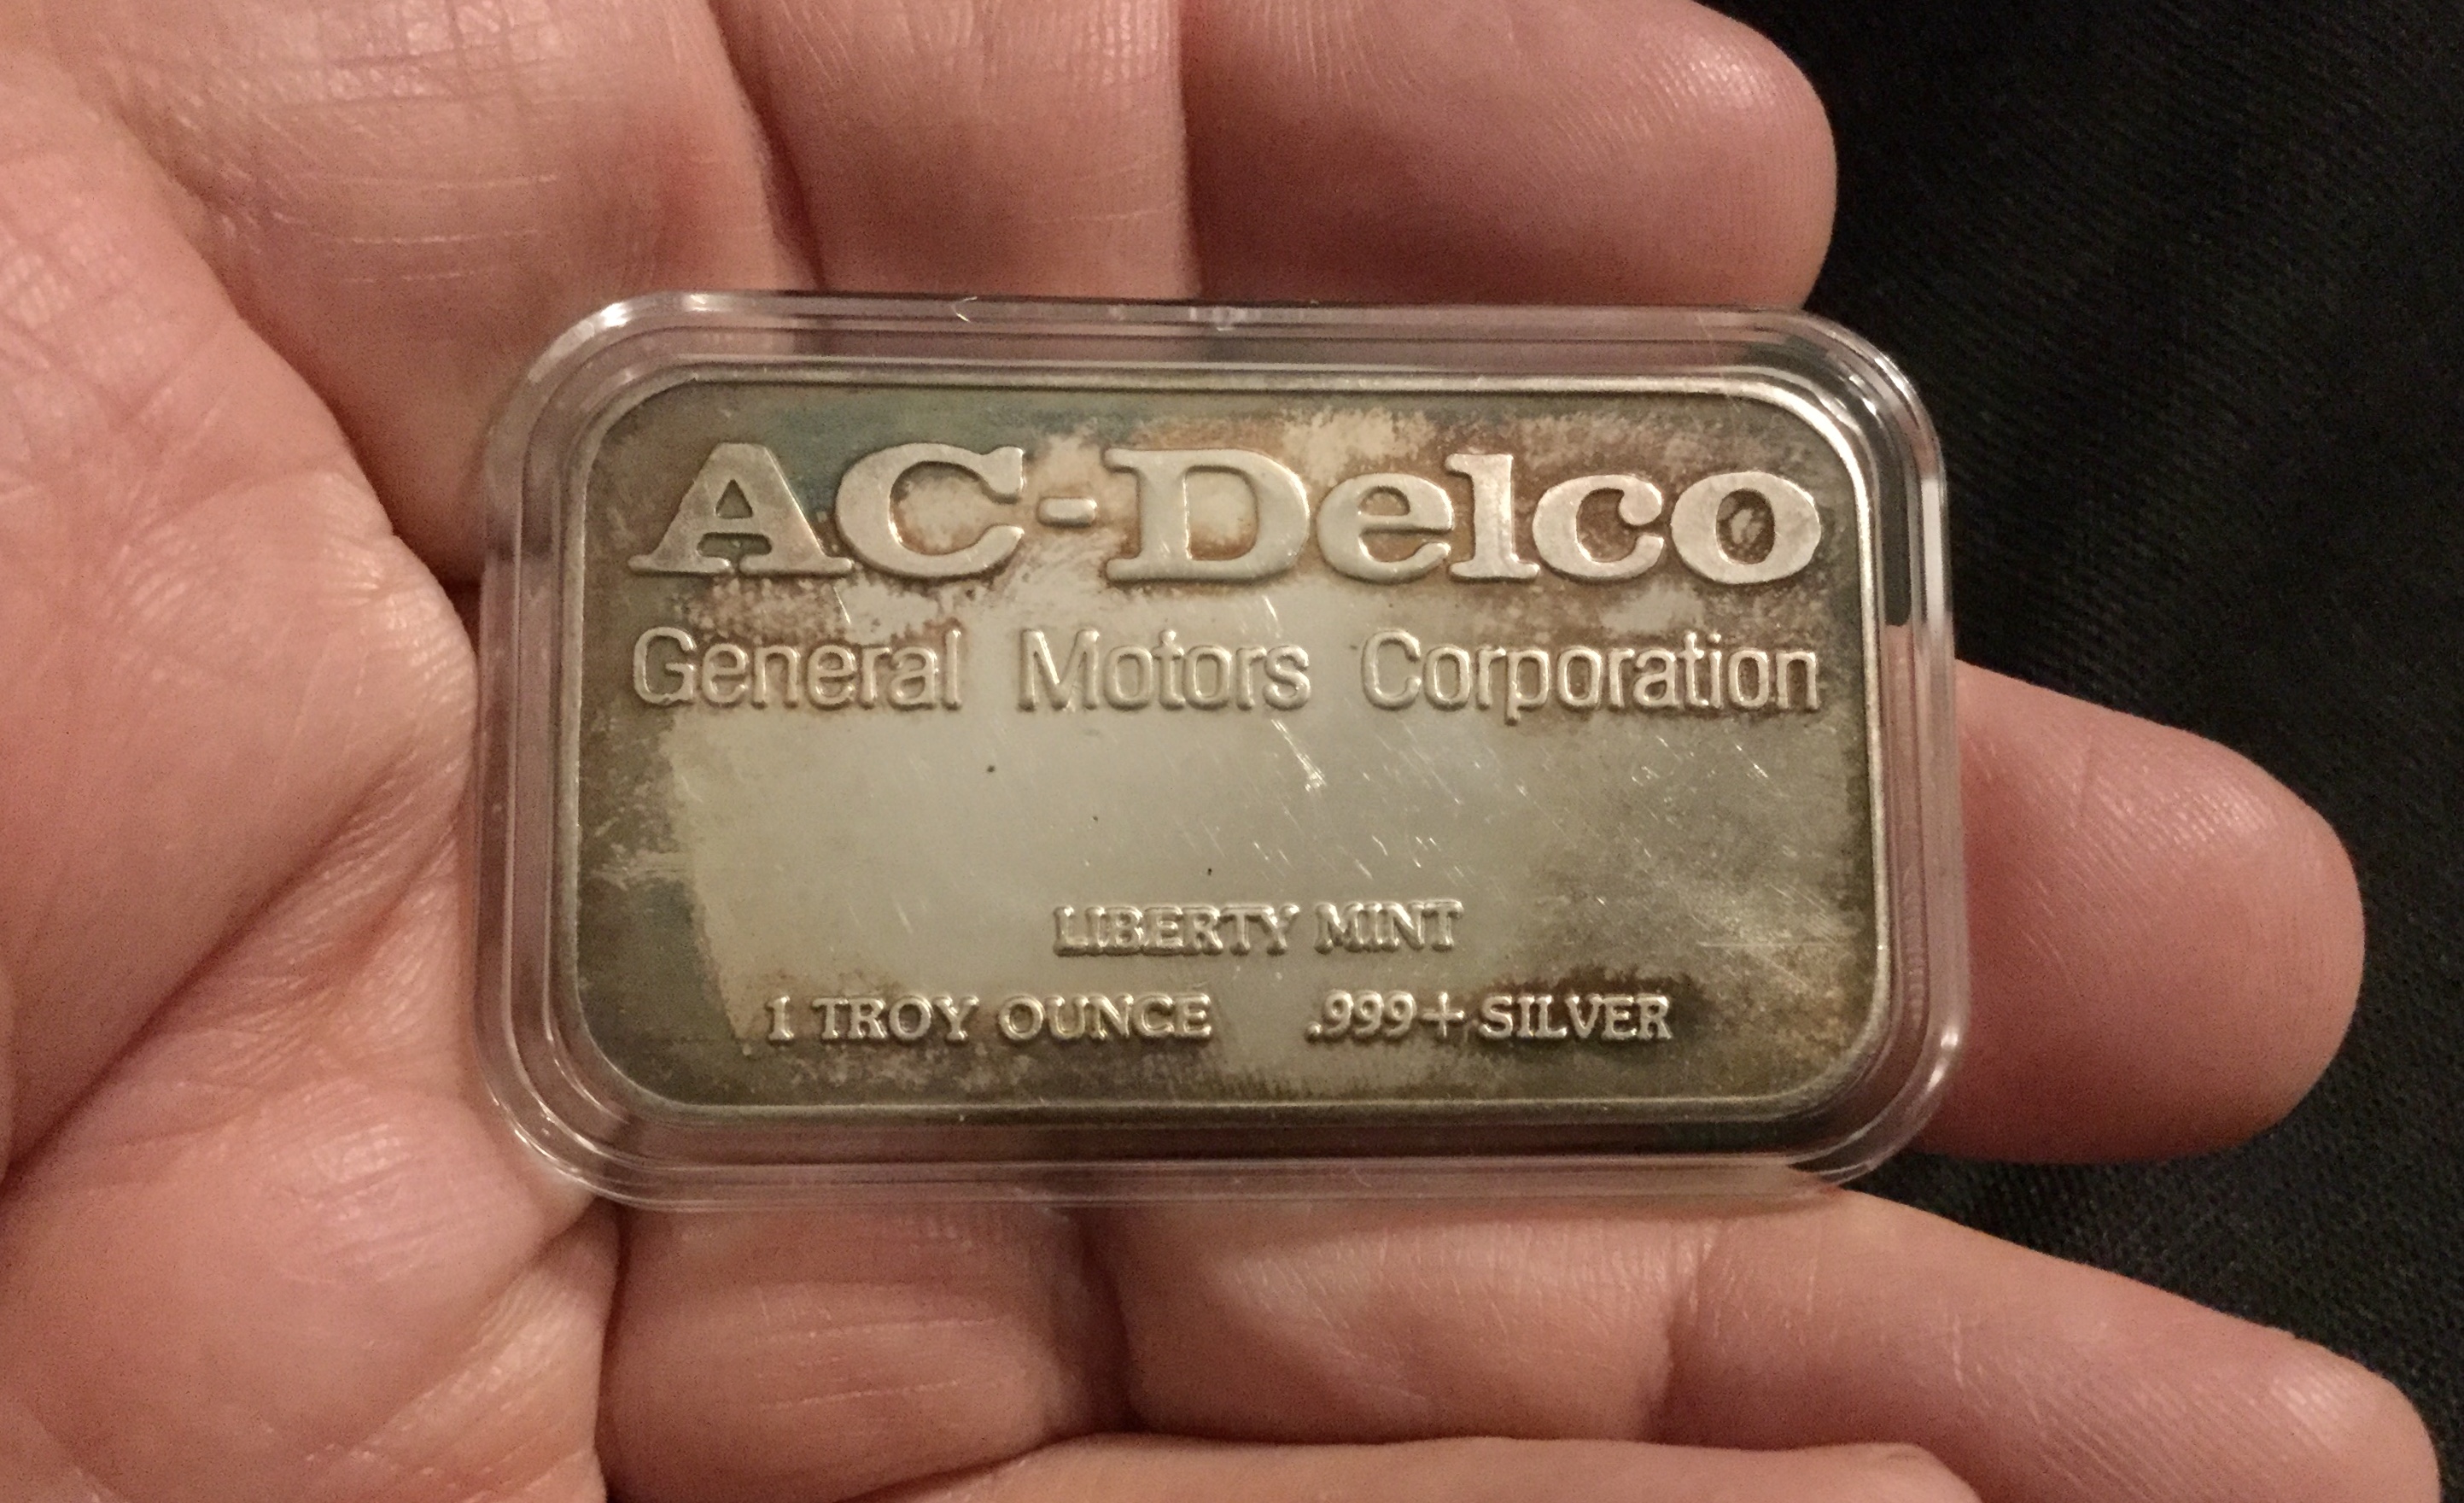 AC-Delco
General Motors Corporation
LIBERTY MINT
1 TROY OUNCE .999+ SILVER